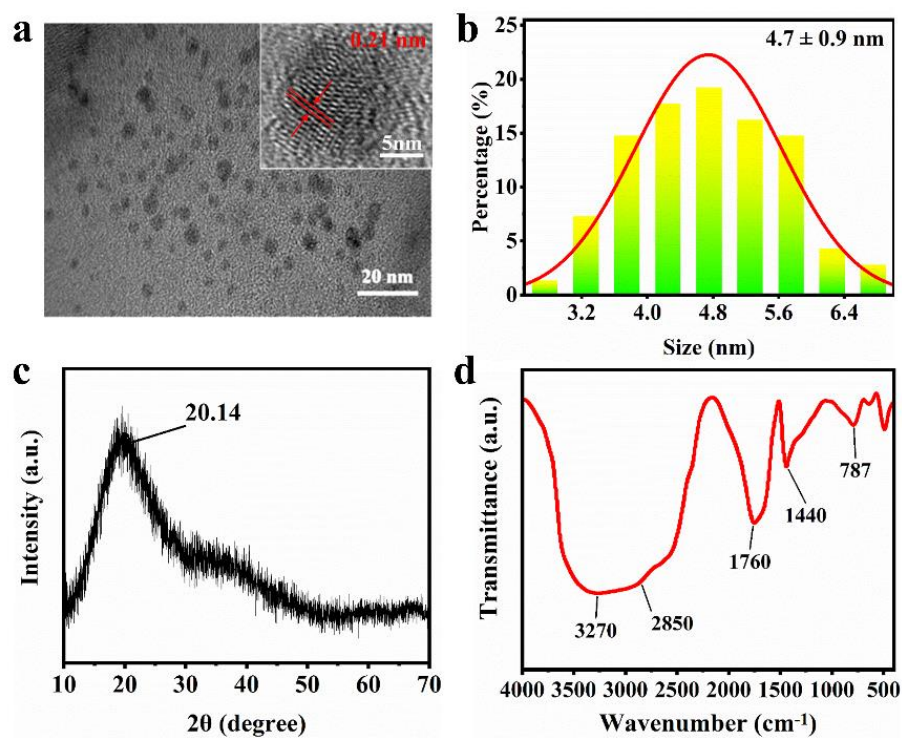 a
0.21 nm
5nm
20 nm
b
4.7 ± 0.9 nm
Percentage (%)
25
20
15
10
5
0
3.2 4.0 4.8 5.6 6.4
Size (nm)
c
20.14
Intensity (a.u.)
10 20 30 40 50 60 70
2θ (degree)
d
Transmittance (a.u.)
787
1440
1760
2850
3270
4000 3500 3000 2500 2000 1500 1000 500
Wavenumber (cm⁻¹)